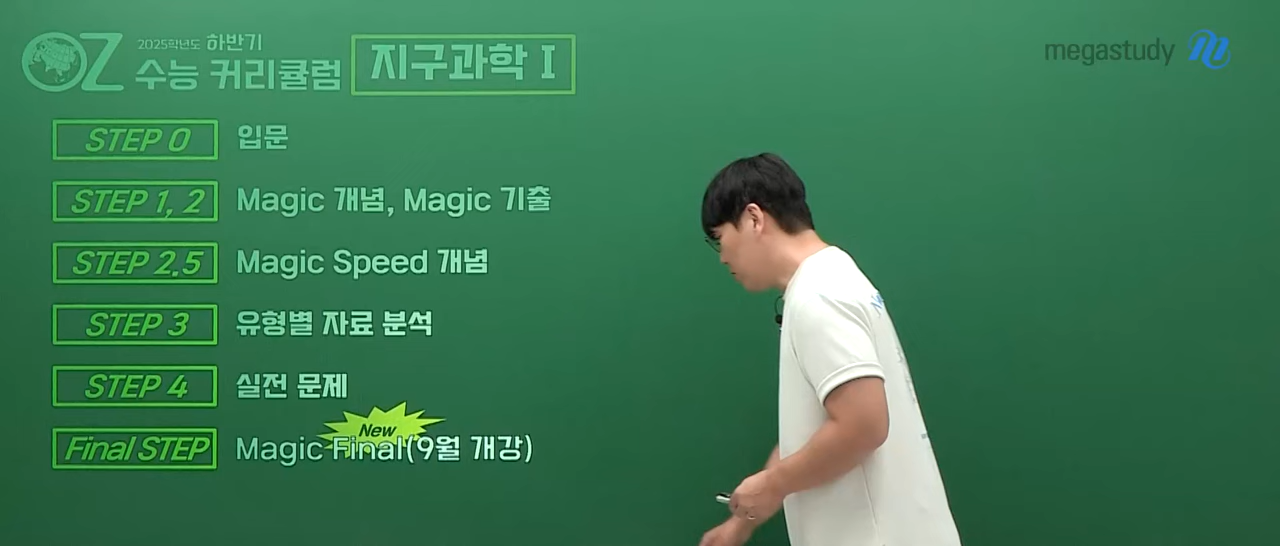 OZ 2025학년도 하반기
수능 커리큘럼 지구과학 I
megastudy
STEP 0 입문
STEP 1, 2 Magic 개념, Magic 기출
STEP 2.5 Magic Speed 개념
STEP 3 유형별 자료 분석
STEP 4 실전 문제
New
Final STEP Magic Final(9월 개강)